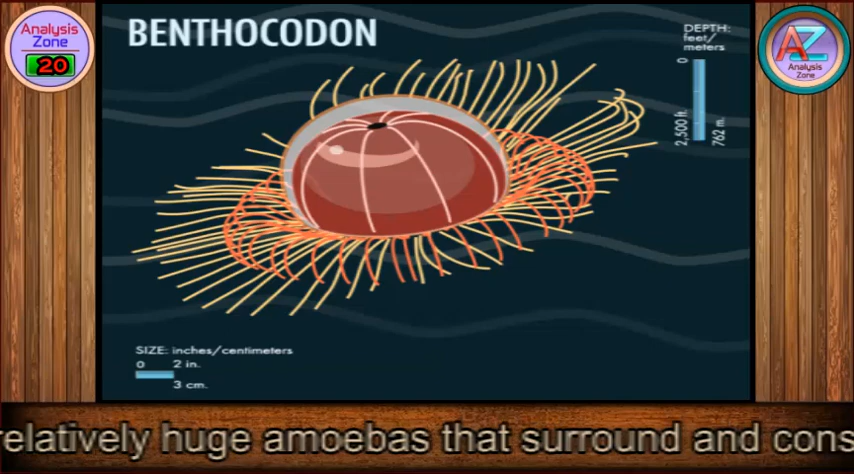 Analysis
Zone
20
BENTHOCODON
DEPTH:
feet/
meters
0
2,500 ft.
762 m.
AZ
Analysis
Zone
SIZE: inches/centimeters
0 2 in.
3 cm.
relatively huge amoebas that surround and cons